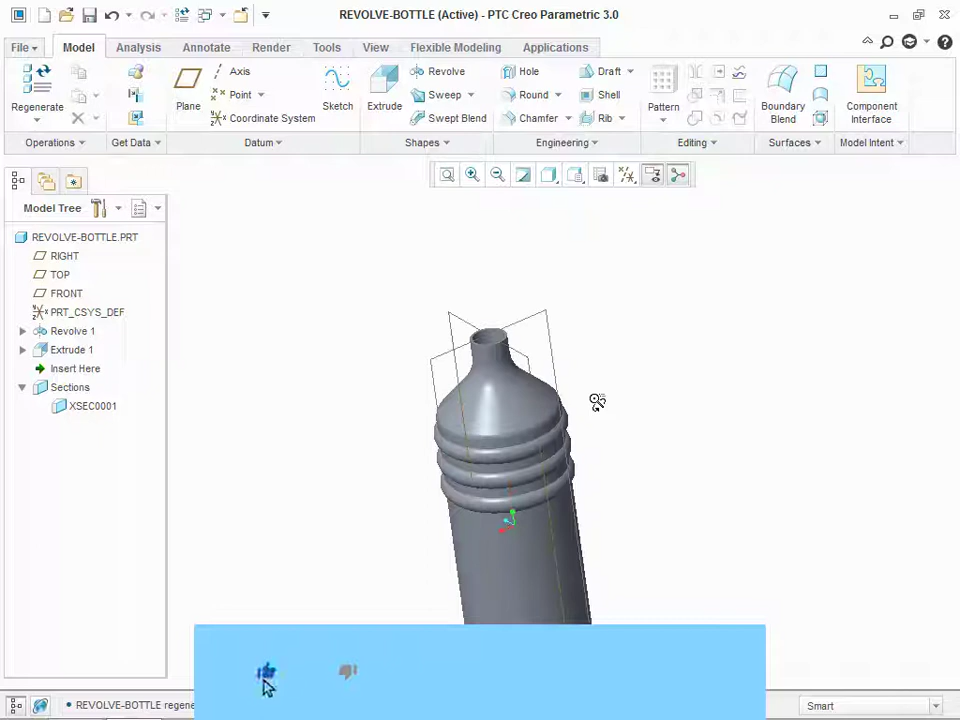 REVOLVE-BOTTLE (Active) - PTC Creo Parametric 3.0
File Model Analysis Annotate Render Tools View Flexible Modeling Applications
Regenerate
Plane
Axis
Point
Coordinate System
Sketch
Extrude
Revolve
Sweep
Swept Blend
Hole
Round
Chamfer
Draft
Shell
Rib
Pattern
Boundary
Blend
Component
Interface
Operations Get Data Datum Shapes Engineering Editing Surfaces Model Intent
Model Tree
REVOLVE-BOTTLE.PRT
RIGHT
TOP
FRONT
PRT_CSYS_DEF
Revolve 1
Extrude 1
Insert Here
Sections
XSEC0001
REVOLVE-BOTTLE regene
Smart